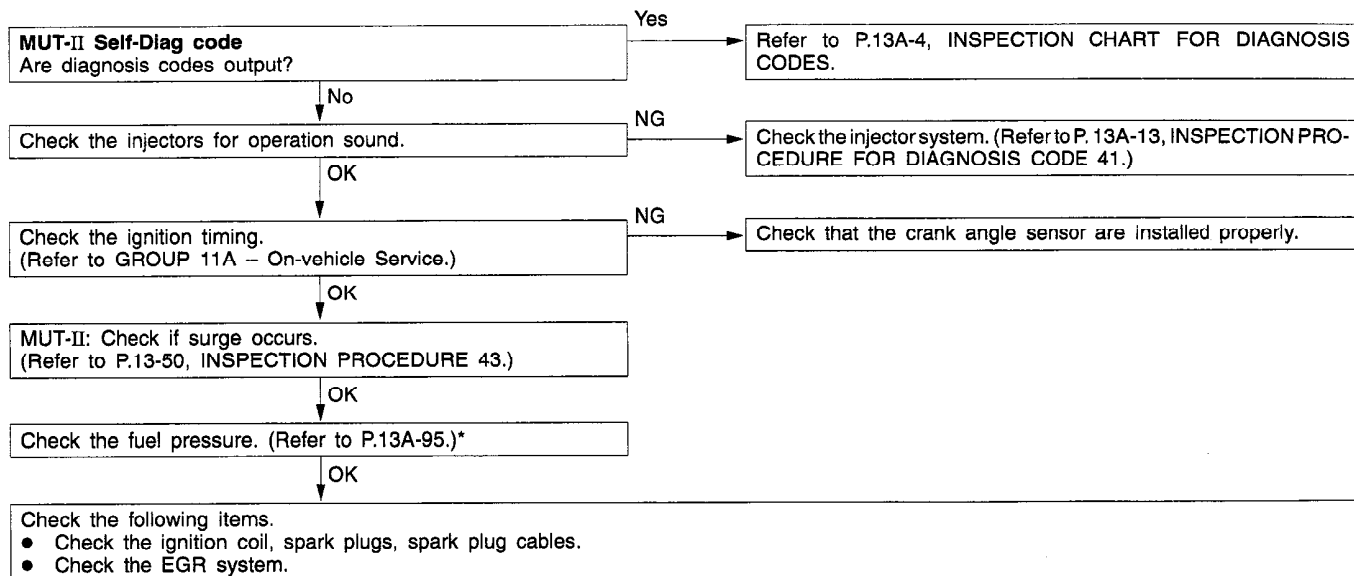 Yes
MUT-II Self-Diag code
Are diagnosis codes output?
Refer to P.13A-4, INSPECTION CHART FOR DIAGNOSIS
CODES.
No
Check the injectors for operation sound.
NG
Check the injector system. (Refer to P. 13A-13, INSPECTION PRO-
CEDURE FOR DIAGNOSIS CODE 41.)
OK
Check the ignition timing.
(Refer to GROUP 11A – On-vehicle Service.)
NG
Check that the crank angle sensor are installed properly.
OK
MUT-II: Check if surge occurs.
(Refer to P.13-50, INSPECTION PROCEDURE 43.)
OK
Check the fuel pressure. (Refer to P.13A-95.)*
OK
Check the following items.
● Check the ignition coil, spark plugs, spark plug cables.
● Check the EGR system.